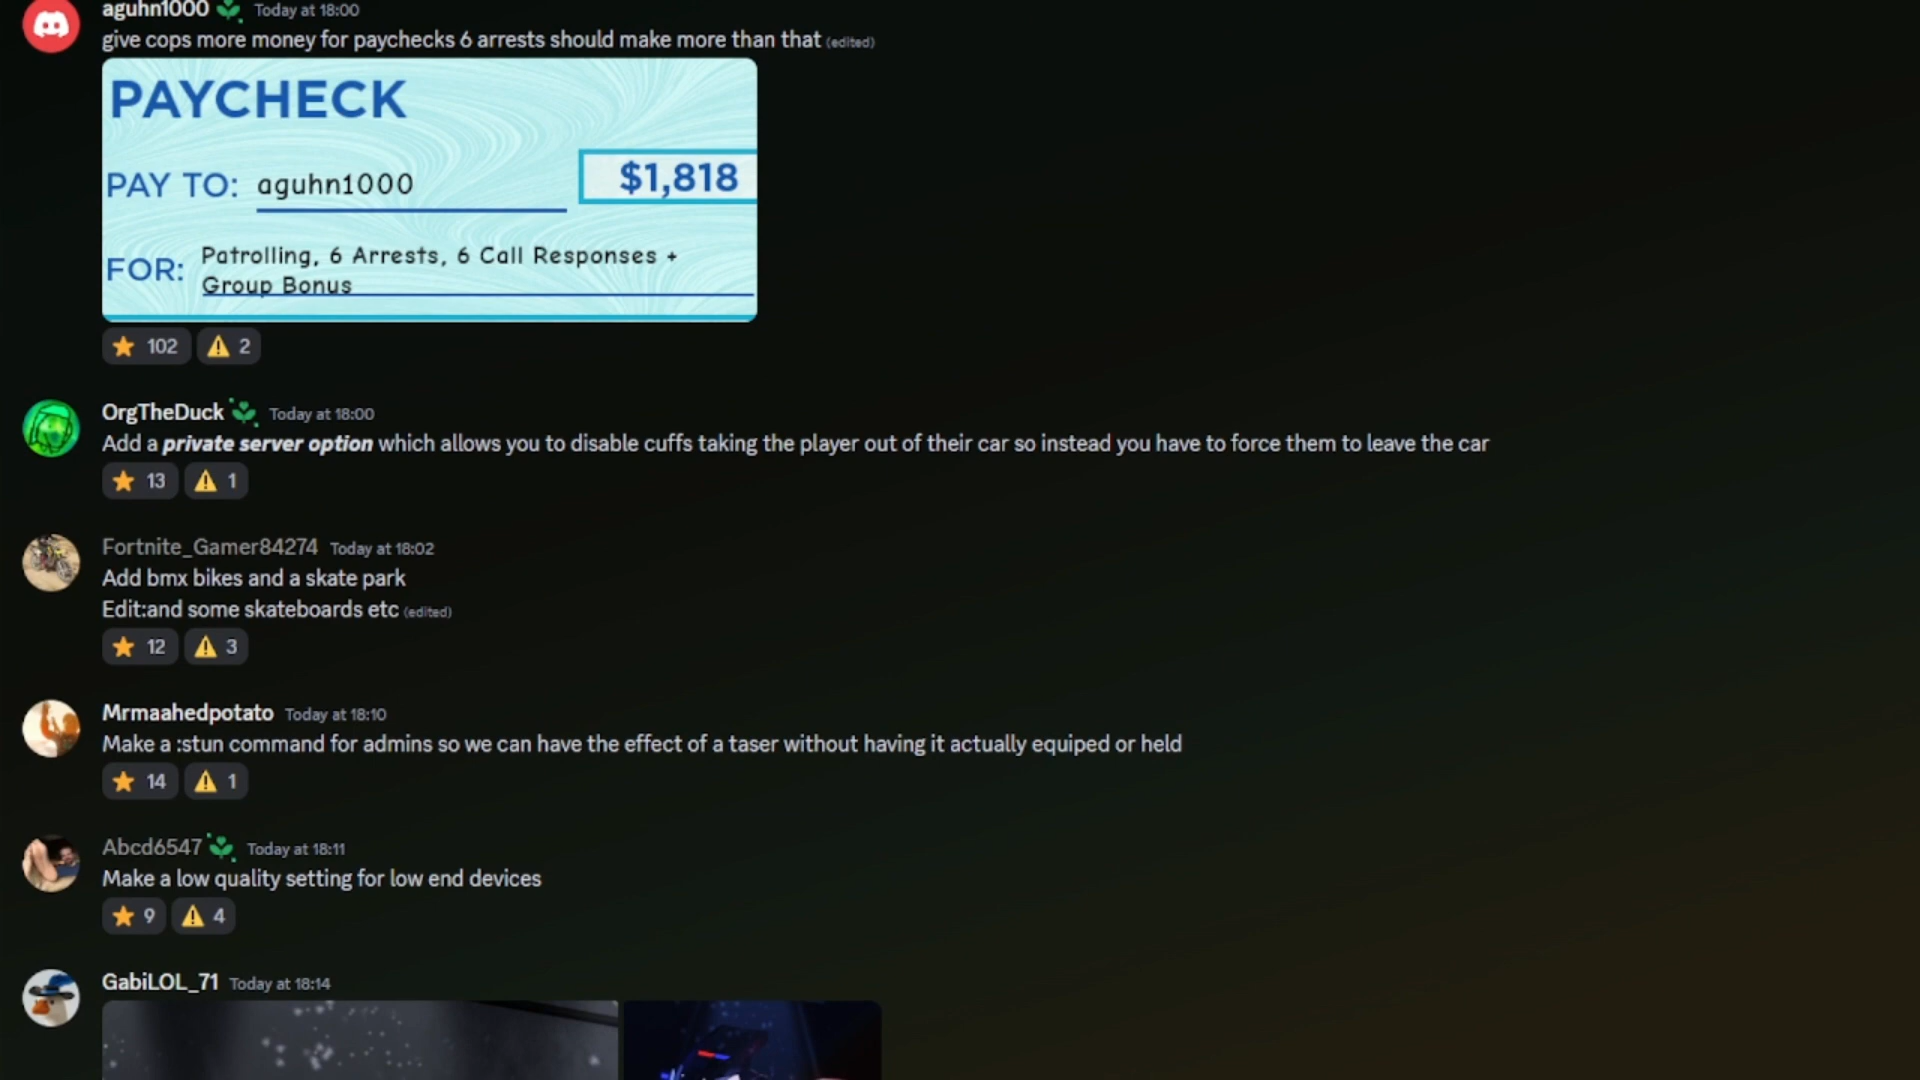 aguhn1000 Today at 18:00
give cops more money for paychecks 6 arrests should make more than that (edited)
PAYCHECK
PAY TO: aguhn1000 $1,818
FOR: Patrolling, 6 Arrests, 6 Call Responses +
Group Bonus
102 2
OrgTheDuck Today at 18:00
Add a private server option which allows you to disable cuffs taking the player out of their car so instead you have to force them to leave the car
13 1
Fortnite_Gamer84274 Today at 18:02
Add bmx bikes and a skate park
Edit:and some skateboards etc (edited)
12 3
Mrmaahedpotato Today at 18:10
Make a :stun command for admins so we can have the effect of a taser without having it actually equiped or held
14 1
Abcd6547 Today at 18:11
Make a low quality setting for low end devices
9 4
GabiLOL_71 Today at 18:14